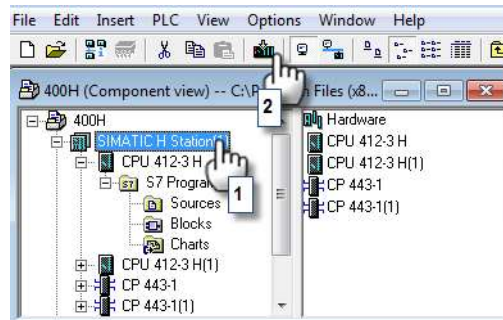 File Edit Insert PLC View Options Window Help
400H (Component view) -- C:\P
n Files (x8...
2
400H
SIMATIC H Station(1)
CPU 412-3 H
S7 Progra
1
Sources
Blocks
Charts
CPU 412-3 H(1)
CP 443-1
CP 443-1(1)
Hardware
CPU 412-3 H
CPU 412-3 H(1)
CP 443-1
CP 443-1(1)